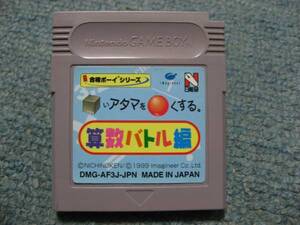 Nintendo GAME BOY
合格ボーイシリーズ
いアタマを くする。
算数バトル編
©NICHINOKEN/©1999 Imagineer Co.,Ltd.
DMG-AF3J-JPN MADE IN JAPAN